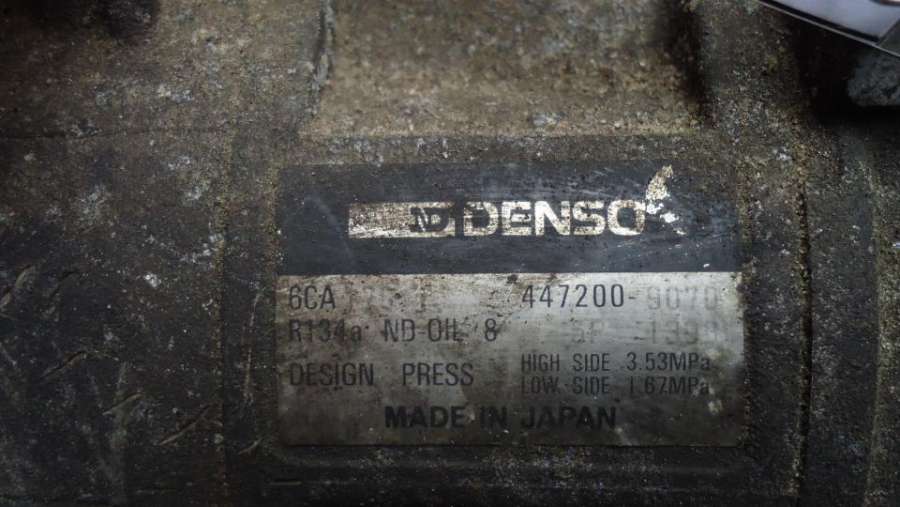 ND DENSO
6CA 447200-9070
R134a ND-OIL 8
DESIGN PRESS HIGH SIDE 3.53MPa
LOW SIDE 1.67MPa
MADE IN JAPAN